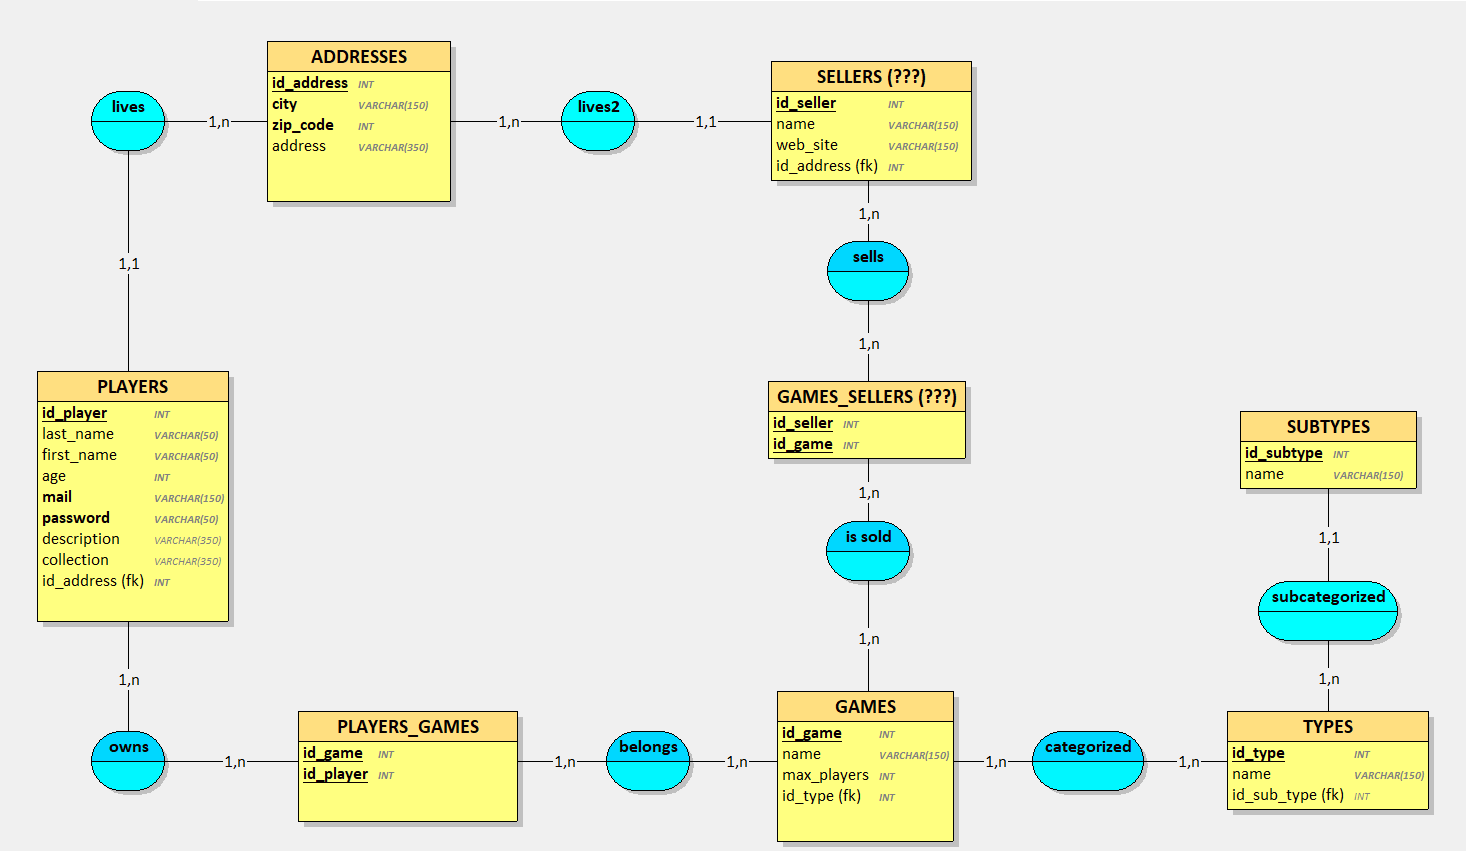 ADDRESSES
id_address INT
city VARCHAR(150)
zip_code INT
address VARCHAR(350)
lives
1,n
1,n
lives2
1,1
SELLERS (???)
id_seller INT
name VARCHAR(150)
web_site VARCHAR(150)
id_address (fk) INT
1,n
sells
1,n
1,1
PLAYERS
id_player INT
last_name VARCHAR(50)
first_name VARCHAR(50)
age INT
mail VARCHAR(150)
password VARCHAR(50)
description VARCHAR(350)
collection VARCHAR(350)
id_address (fk) INT
GAMES_SELLERS (???)
id_seller INT
id_game INT
1,n
is sold
1,n
SUBTYPES
id_subtype INT
name VARCHAR(150)
1,1
subcategorized
1,n
1,n
owns
1,n
PLAYERS_GAMES
id_game INT
id_player INT
1,n
belongs
1,n
GAMES
id_game INT
name VARCHAR(150)
max_players INT
id_type (fk) INT
1,n
categorized
1,n
TYPES
id_type INT
name VARCHAR(150)
id_sub_type (fk) INT